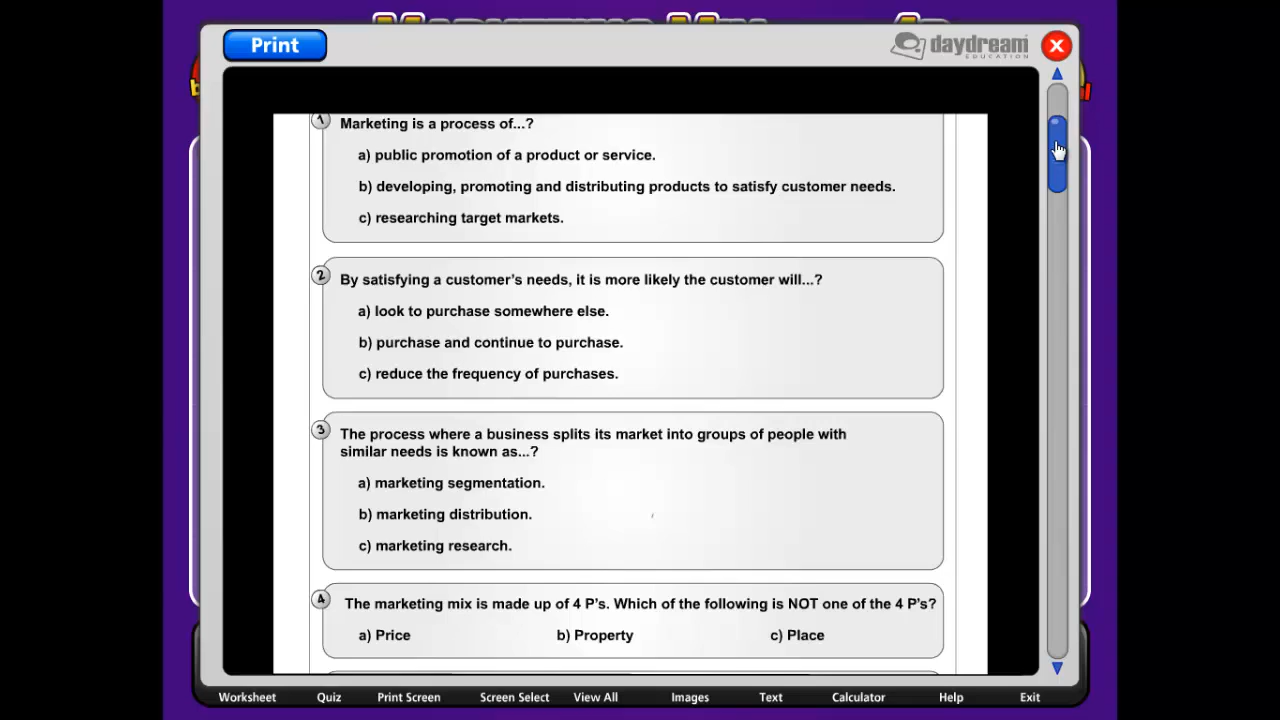 Print
daydream
EDUCATION
1
Marketing is a process of...?
a) public promotion of a product or service.
b) developing, promoting and distributing products to satisfy customer needs.
c) researching target markets.
2
By satisfying a customer's needs, it is more likely the customer will...?
a) look to purchase somewhere else.
b) purchase and continue to purchase.
c) reduce the frequency of purchases.
3
The process where a business splits its market into groups of people with
similar needs is known as...?
a) marketing segmentation.
b) marketing distribution.
c) marketing research.
4
The marketing mix is made up of 4 P's. Which of the following is NOT one of the 4 P's?
a) Price b) Property c) Place
Worksheet Quiz Print Screen Screen Select View All Images Text Calculator Help Exit